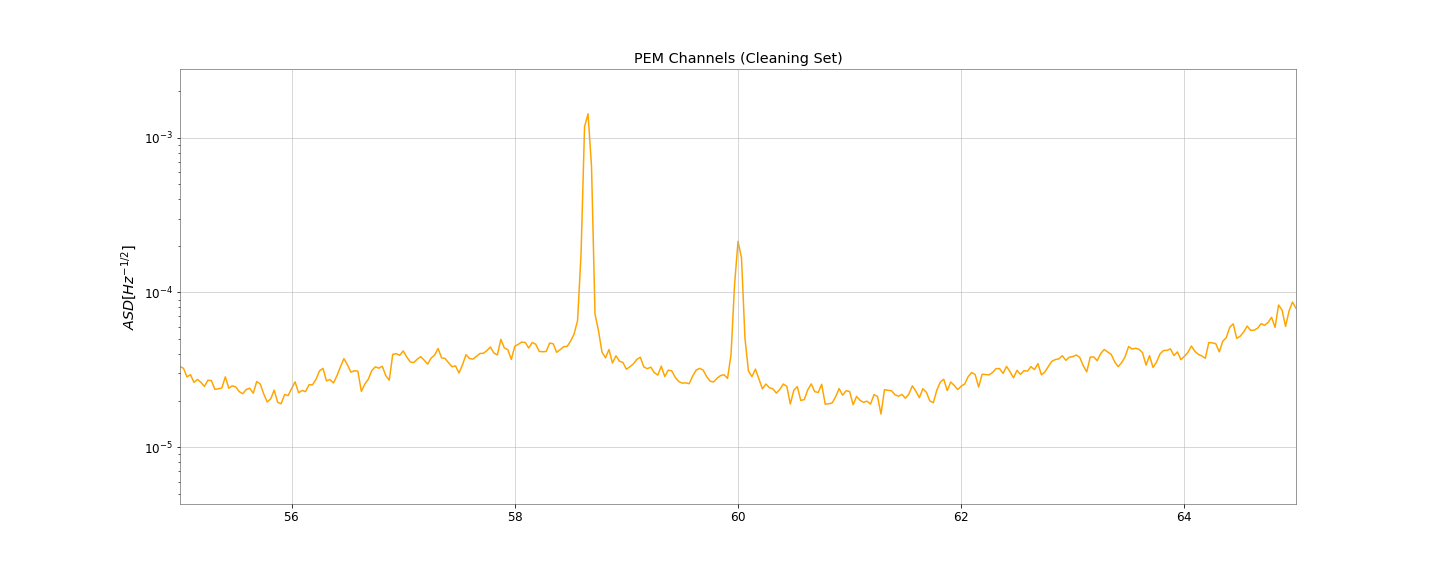 PEM Channels (Cleaning Set)
ASD[Hz⁻¹/²]
10⁻³
10⁻⁴
10⁻⁵
56 58 60 62 64